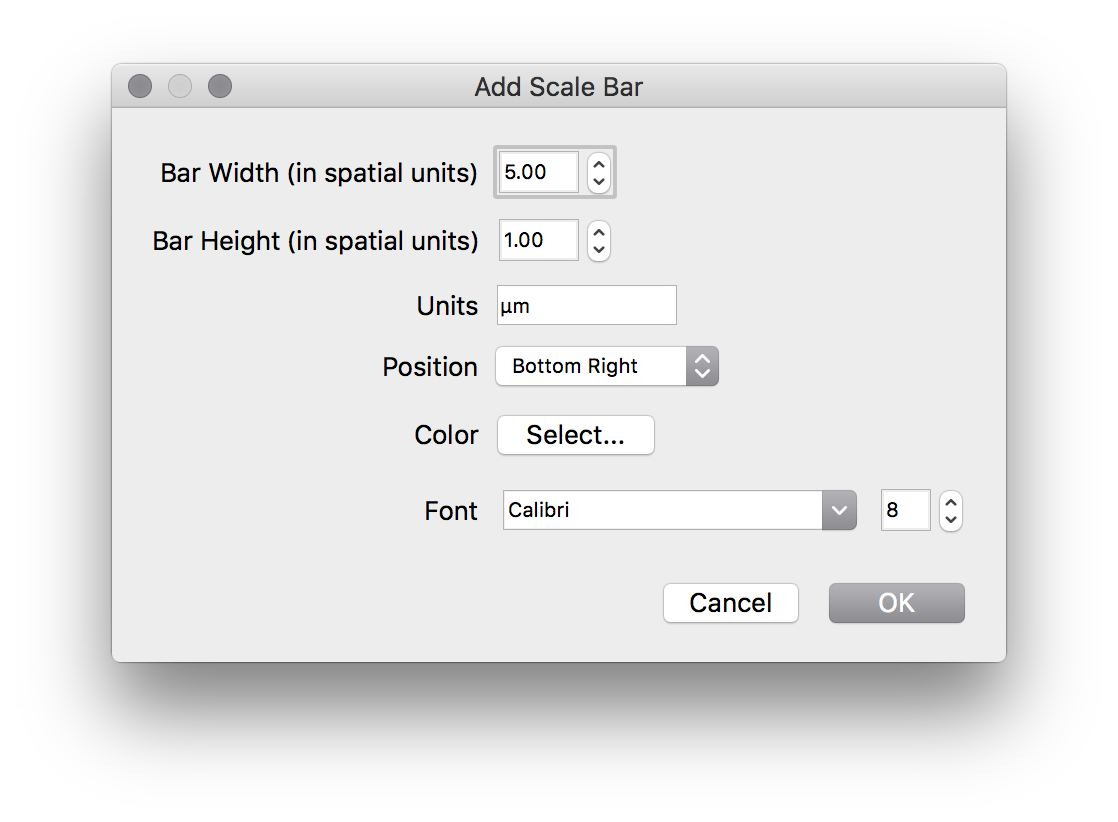 Add Scale Bar
Bar Width (in spatial units) 5.00
Bar Height (in spatial units) 1.00
Units µm
Position Bottom Right
Color Select...
Font Calibri 8
Cancel OK